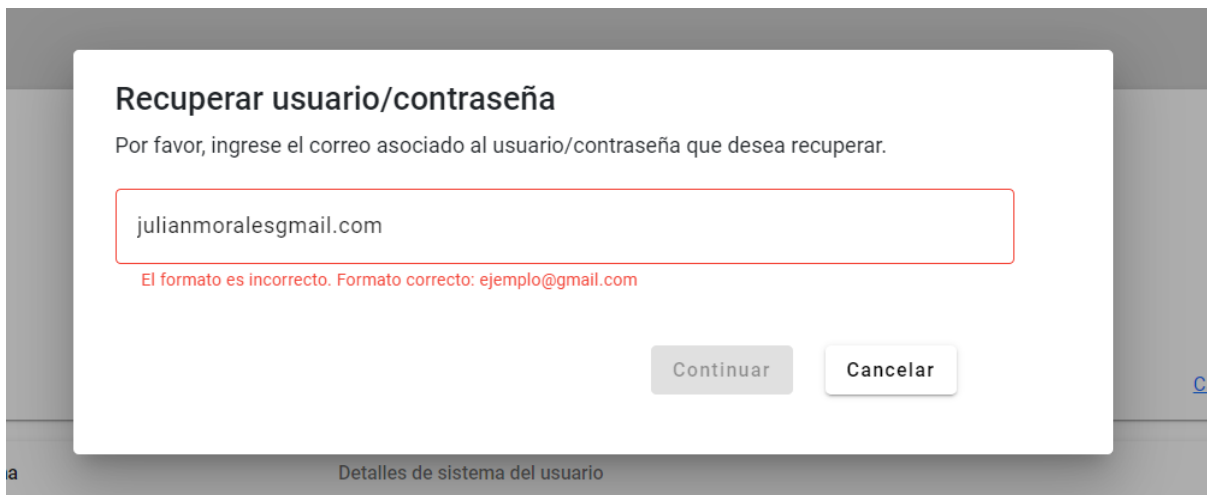 Recuperar usuario/contraseña
Por favor, ingrese el correo asociado al usuario/contraseña que desea recuperar.
julianmoralesgmail.com
El formato es incorrecto. Formato correcto: ejemplo@gmail.com
Continuar Cancelar
C
na Detalles de sistema del usuario